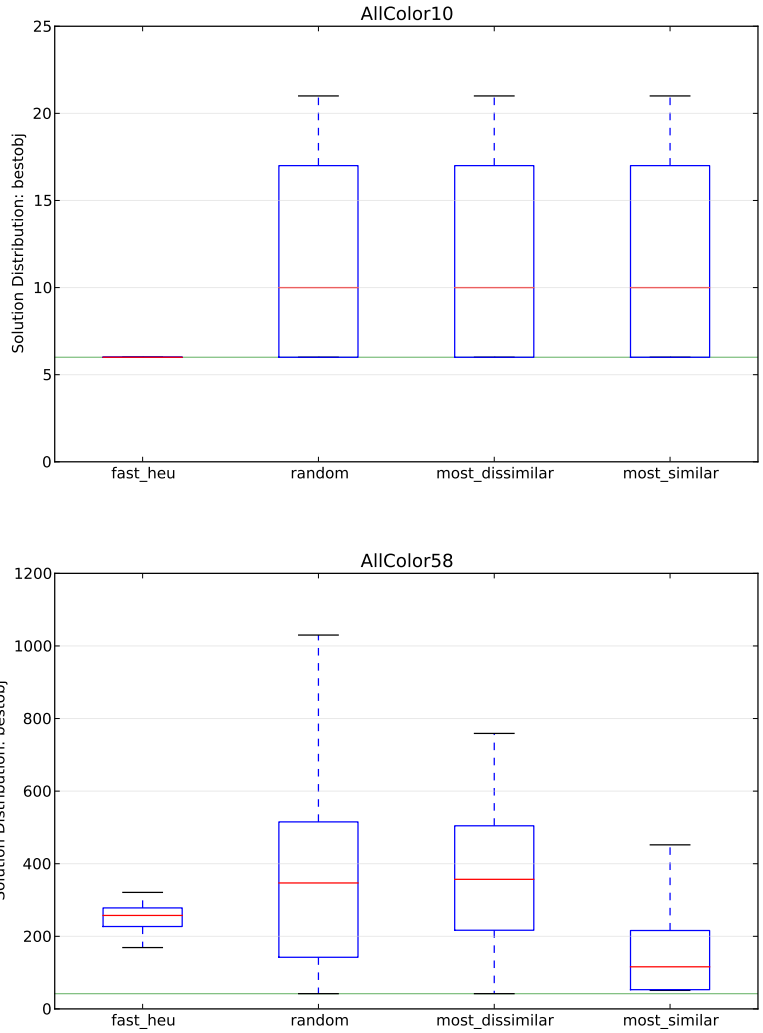 AllColor10
25
20
15
10
5
0
Solution Distribution: bestobj
fast_heu random most_dissimilar most_similar
AllColor58
1200
1000
800
600
400
200
0
Solution Distribution: bestobj
fast_heu random most_dissimilar most_similar